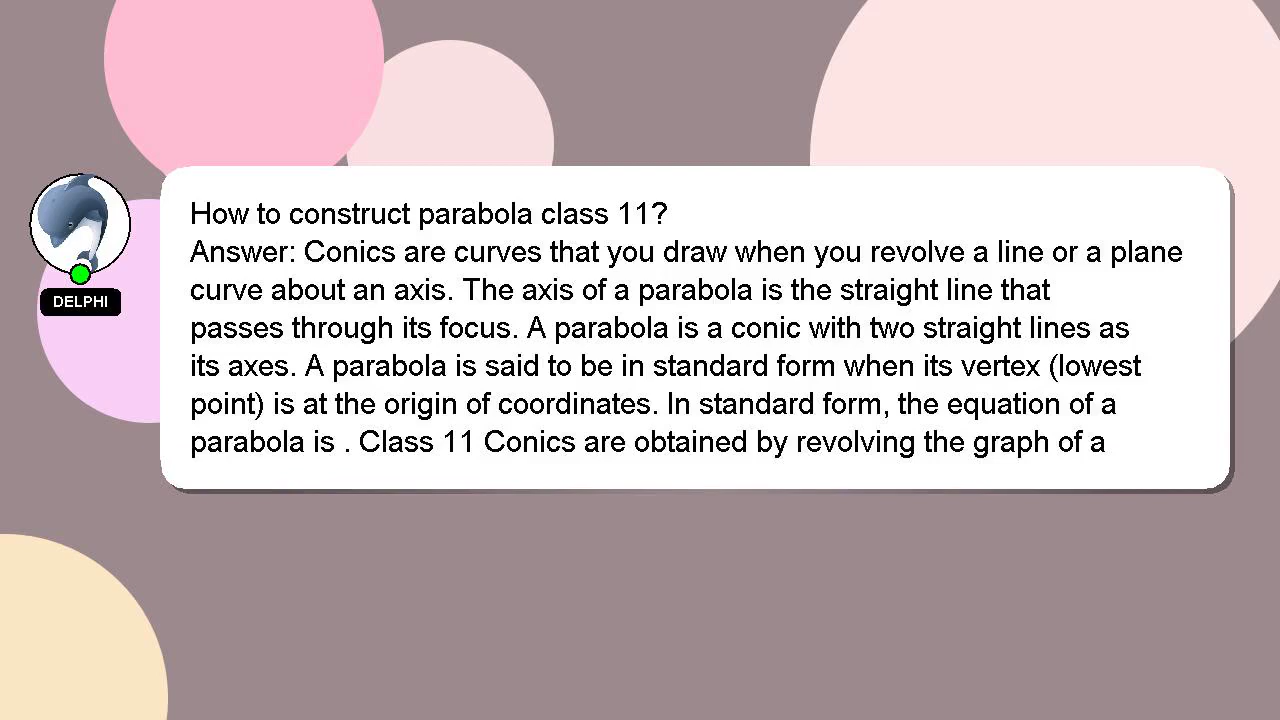 How to construct parabola class 11?
Answer: Conics are curves that you draw when you revolve a line or a plane
curve about an axis. The axis of a parabola is the straight line that
passes through its focus. A parabola is a conic with two straight lines as
its axes. A parabola is said to be in standard form when its vertex (lowest
point) is at the origin of coordinates. In standard form, the equation of a
parabola is . Class 11 Conics are obtained by revolving the graph of a
DELPHI